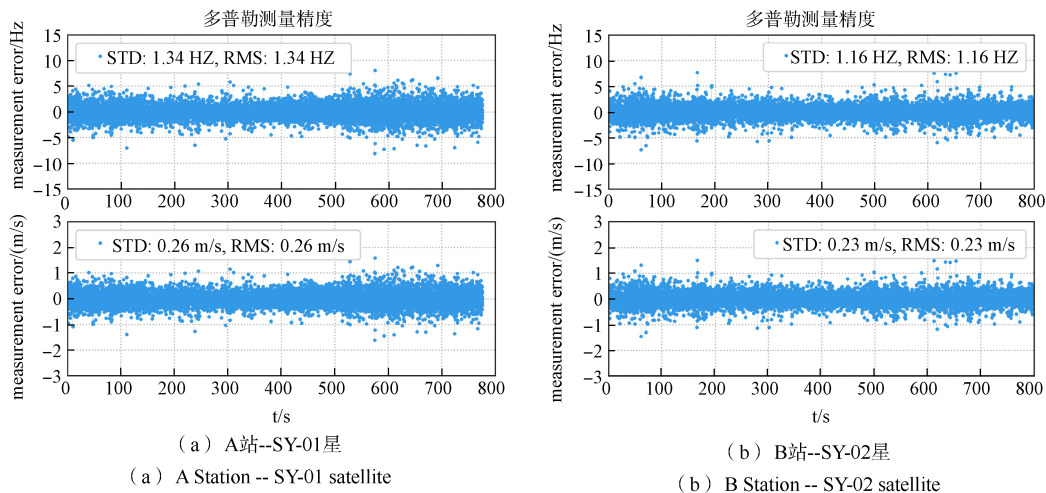 多普勒测量精度
measurement error/Hz
15
10
5
0
−5
−10
−15
STD: 1.34 HZ, RMS: 1.34 HZ
0 100 200 300 400 500 600 700 800
measurement error/(m/s)
3
2
1
0
−1
−2
−3
STD: 0.26 m/s, RMS: 0.26 m/s
0 100 200 300 400 500 600 700 800
t/s
（a）A站--SY-01星
（a）A Station -- SY-01 satellite
多普勒测量精度
measurement error/Hz
15
10
5
0
−5
−10
−15
STD: 1.16 HZ, RMS: 1.16 HZ
0 100 200 300 400 500 600 700 800
measurement error/(m/s)
3
2
1
0
−1
−2
−3
STD: 0.23 m/s, RMS: 0.23 m/s
0 100 200 300 400 500 600 700 800
t/s
（b）B站--SY-02星
（b）B Station -- SY-02 satellite